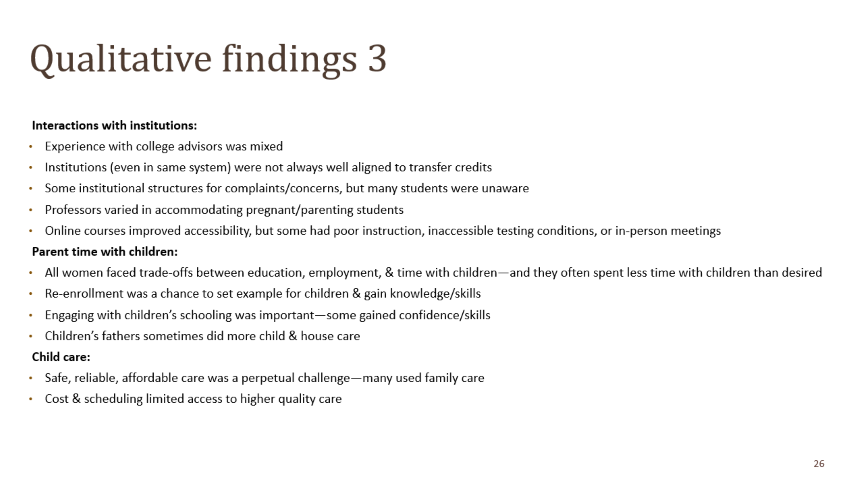 Qualitative findings 3
Interactions with institutions:
• Experience with college advisors was mixed
• Institutions (even in same system) were not always well aligned to transfer credits
• Some institutional structures for complaints/concerns, but many students were unaware
• Professors varied in accommodating pregnant/parenting students
• Online courses improved accessibility, but some had poor instruction, inaccessible testing conditions, or in-person meetings
Parent time with children:
• All women faced trade-offs between education, employment, & time with children—and they often spent less time with children than desired
• Re-enrollment was a chance to set example for children & gain knowledge/skills
• Engaging with children’s schooling was important—some gained confidence/skills
• Children’s fathers sometimes did more child & house care
Child care:
• Safe, reliable, affordable care was a perpetual challenge—many used family care
• Cost & scheduling limited access to higher quality care
26